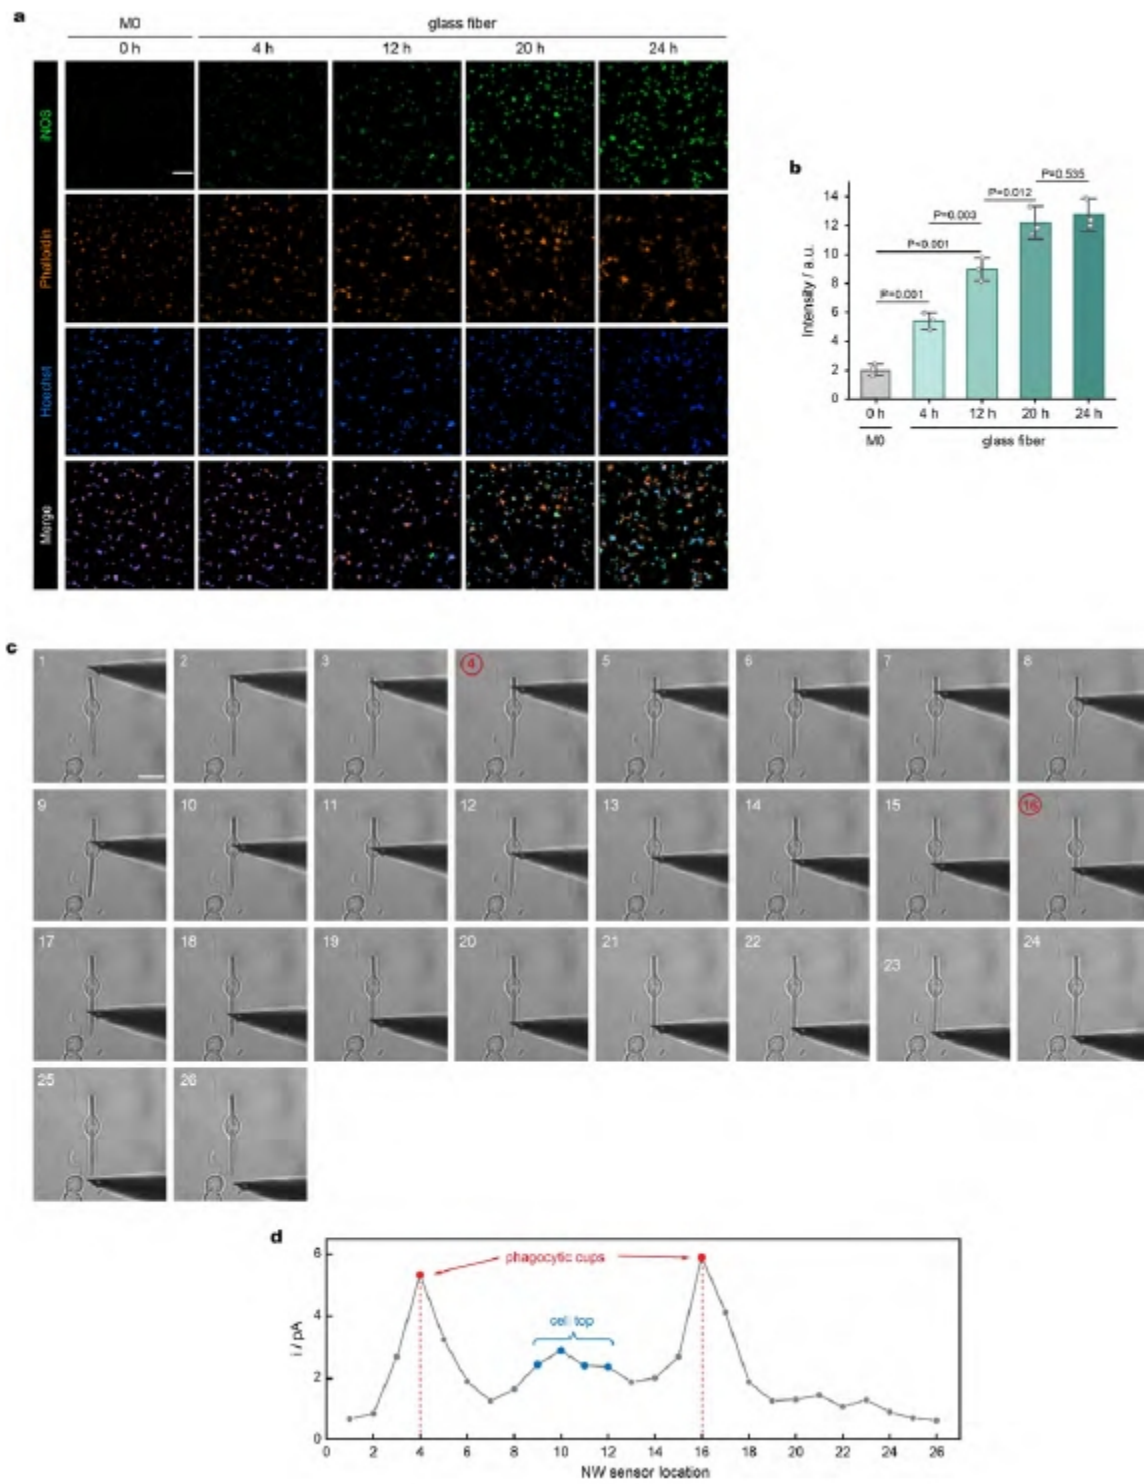 a
M0 glass fiber
0 h 4 h 12 h 20 h 24 h
iNOS
Phalloidin
Hoechst
Merge
b
P=0.535
P=0.012
P=0.003
P<0.001
P=0.001
Intensity / a.u.
14
12
10
8
6
4
2
0
0 h 4 h 12 h 20 h 24 h
M0 glass fiber
c
1 2 3 4 5 6 7 8
9 10 11 12 13 14 15 16
17 18 19 20 21 22 23 24
25 26
d
phagocytic cups
cell top
i / pA
6
4
2
0
0 2 4 6 8 10 12 14 16 18 20 22 24 26
NW sensor location